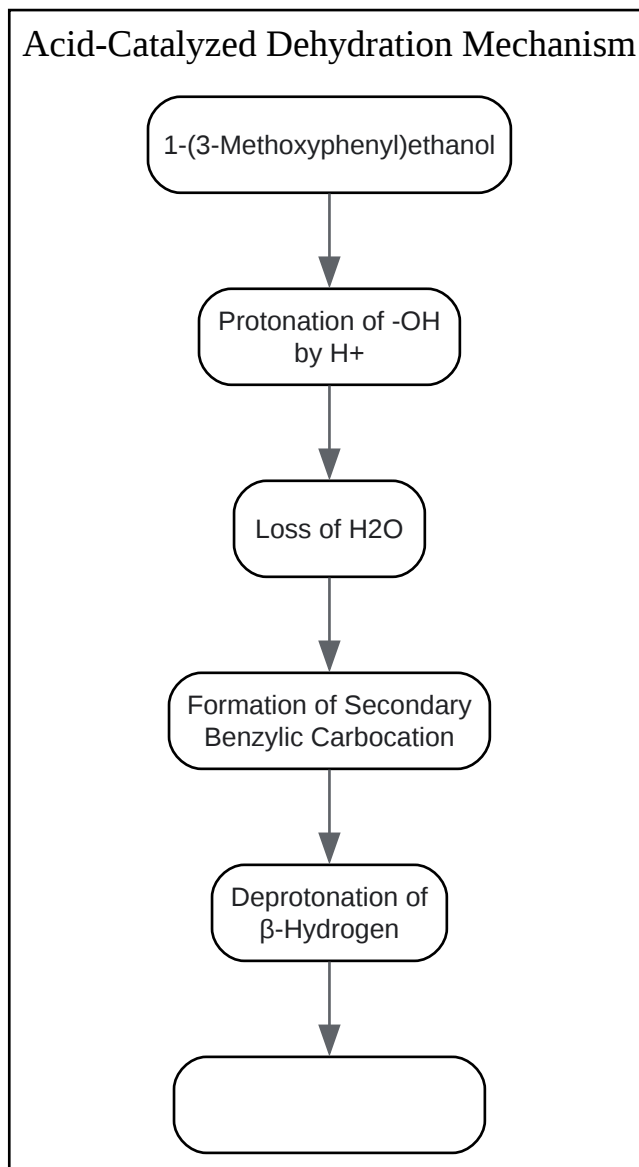 Acid-Catalyzed Dehydration Mechanism
1-(3-Methoxyphenyl)ethanol
Protonation of -OH
by H+
Loss of H2O
Formation of Secondary
Benzylic Carbocation
Deprotonation of
β-Hydrogen